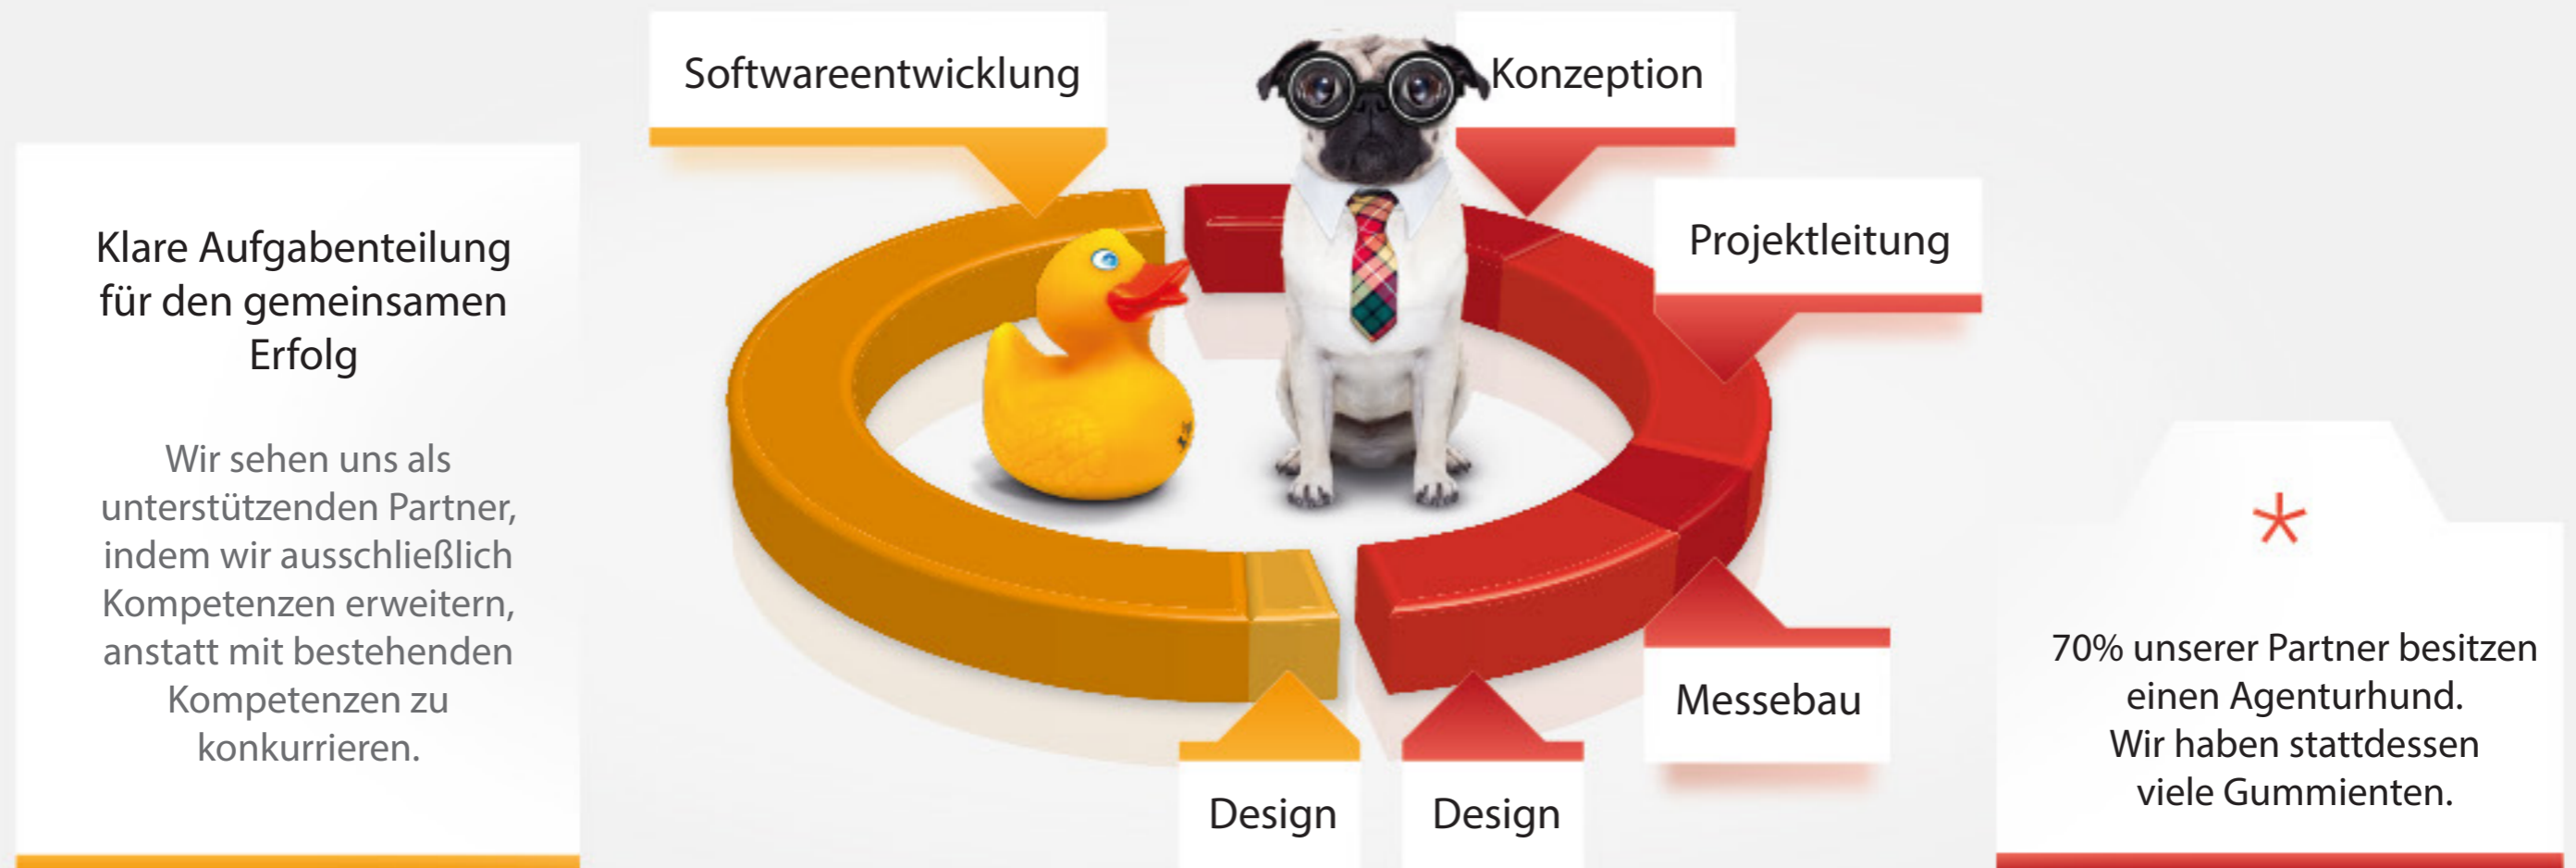 Klare Aufgabenteilung
für den gemeinsamen
Erfolg
Wir sehen uns als
unterstützenden Partner,
indem wir ausschließlich
Kompetenzen erweitern,
anstatt mit bestehenden
Kompetenzen zu
konkurrieren.
Softwareentwicklung
Konzeption
Projektleitung
Messebau
Design
Design
*
70% unserer Partner besitzen
einen Agenturhund.
Wir haben stattdessen
viele Gummienten.